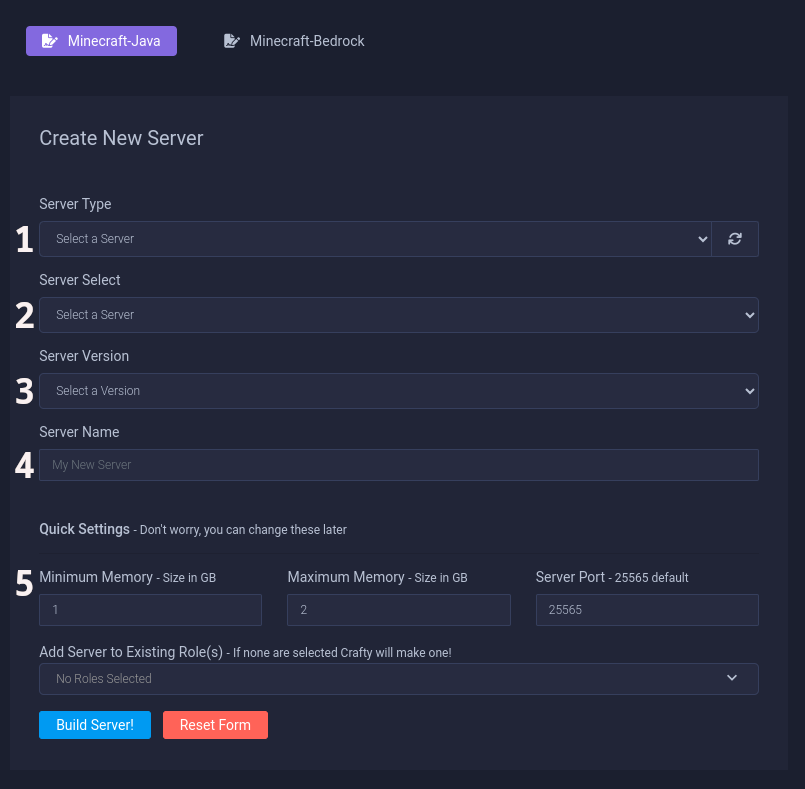 Minecraft-Java Minecraft-Bedrock
Create New Server
Server Type
1 Select a Server
Server Select
2 Select a Server
Server Version
3 Select a Version
Server Name
4 My New Server
Quick Settings - Don't worry, you can change these later
5 Minimum Memory - Size in GB Maximum Memory - Size in GB Server Port - 25565 default
1 2 25565
Add Server to Existing Role(s) - If none are selected Crafty will make one!
No Roles Selected
Build Server! Reset Form